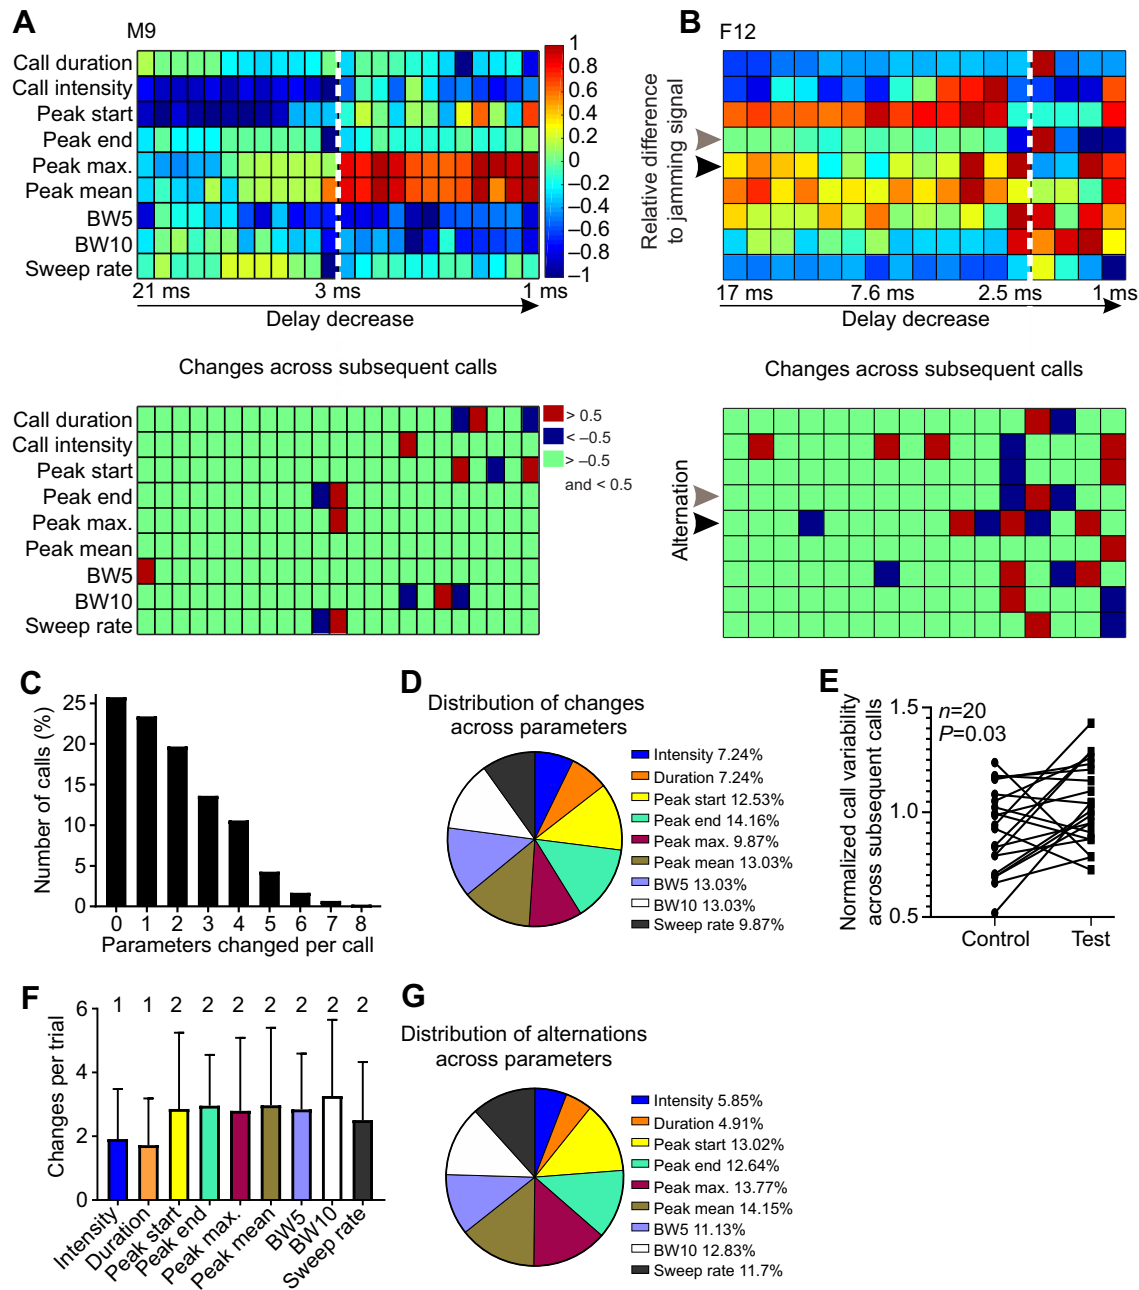 A
M9
Call duration
Call intensity
Peak start
Peak end
Peak max.
Peak mean
BW5
BW10
Sweep rate
1
0.8
0.6
0.4
0.2
0
–0.2
–0.4
–0.6
–0.8
–1
21 ms
3 ms
1 ms
Delay decrease
B
F12
Relative difference
to jamming signal
17 ms
7.6 ms
2.5 ms
1 ms
Delay decrease
Changes across subsequent calls
Call duration
Call intensity
Peak start
Peak end
Peak max.
Peak mean
BW5
BW10
Sweep rate
> 0.5
< –0.5
> –0.5
and < 0.5
Changes across subsequent calls
Alternation
C
Number of calls (%)
25
20
15
10
5
0
0 1 2 3 4 5 6 7 8
Parameters changed per call
D
Distribution of changes
across parameters
Intensity 7.24%
Duration 7.24%
Peak start 12.53%
Peak end 14.16%
Peak max. 9.87%
Peak mean 13.03%
BW5 13.03%
BW10 13.03%
Sweep rate 9.87%
E
Normalized call variability
across subsequent calls
1.5
1.0
0.5
n=20
P=0.03
Control
Test
F
Changes per trial
6
4
2
0
1 1 2 2 2 2 2 2 2
Intensity
Duration
Peak start
Peak end
Peak max.
Peak mean
BW5
BW10
Sweep rate
G
Distribution of alternations
across parameters
Intensity 5.85%
Duration 4.91%
Peak start 13.02%
Peak end 12.64%
Peak max. 13.77%
Peak mean 14.15%
BW5 11.13%
BW10 12.83%
Sweep rate 11.7%